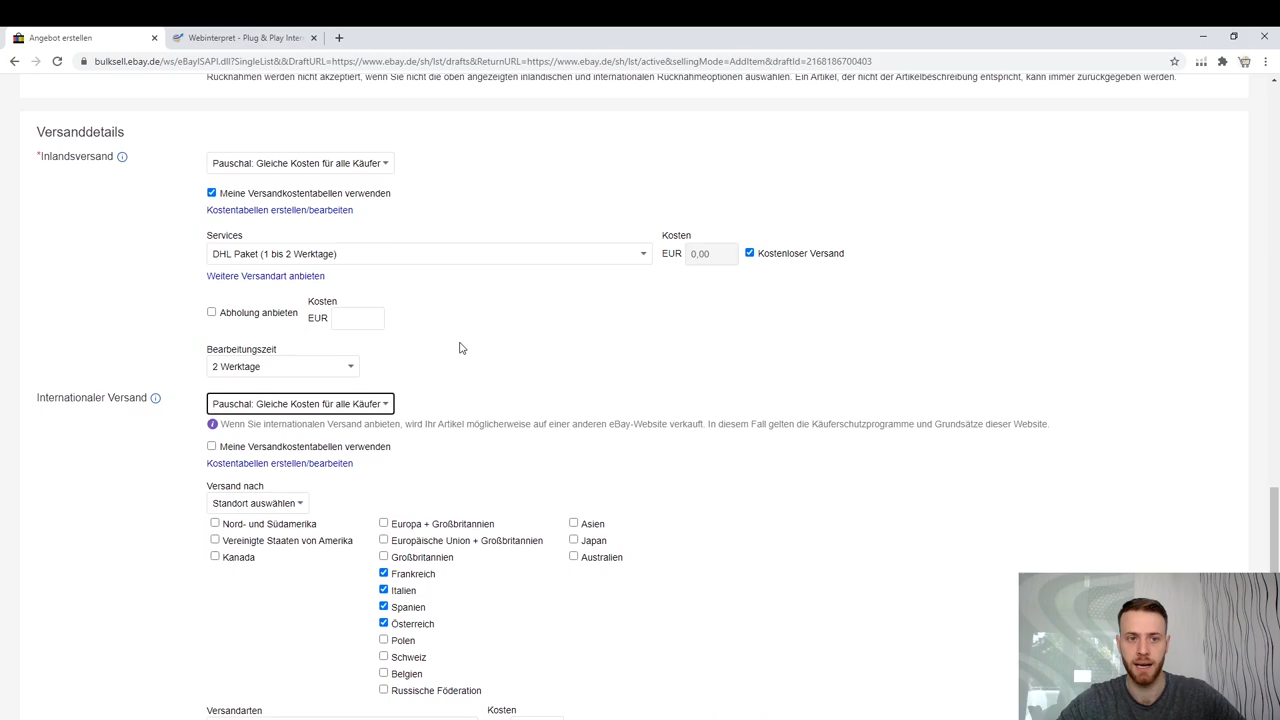 Angebot erstellen
Webinterpret - Plug & Play Inter
bulksell.ebay.de/ws/eBayISAPI.dll?SingleList&&DraftURL=https://www.ebay.de/sh/lst/drafts&ReturnURL=https://www.ebay.de/sh/lst/active&sellingMode=AddItem&draftId=2168186700403
Rücknahmen werden nicht akzeptiert, wenn Sie nicht die oben angezeigten inländischen und internationalen Rücknahmeoptionen auswählen. Ein Artikel, der nicht der Artikelbeschreibung entspricht, kann immer zurückgegeben werden.
Versanddetails
*Inlandsversand
Pauschal: Gleiche Kosten für alle Käufer
Meine Versandkostentabellen verwenden
Kostentabellen erstellen/bearbeiten
Services Kosten
DHL Paket (1 bis 2 Werktage) EUR 0,00 Kostenloser Versand
Weitere Versandart anbieten
Kosten
Abholung anbieten EUR
Bearbeitungszeit
2 Werktage
Internationaler Versand
Pauschal: Gleiche Kosten für alle Käufer
Wenn Sie internationalen Versand anbieten, wird Ihr Artikel möglicherweise auf einer anderen eBay-Website verkauft. In diesem Fall gelten die Käuferschutzprogramme und Grundsätze dieser Website.
Meine Versandkostentabellen verwenden
Kostentabellen erstellen/bearbeiten
Versand nach
Standort auswählen
Nord- und Südamerika Europa + Großbritannien Asien
Vereinigte Staaten von Amerika Europäische Union + Großbritannien Japan
Kanada Großbritannien Australien
Frankreich
Italien
Spanien
Österreich
Polen
Schweiz
Belgien
Russische Föderation
Versandarten Kosten